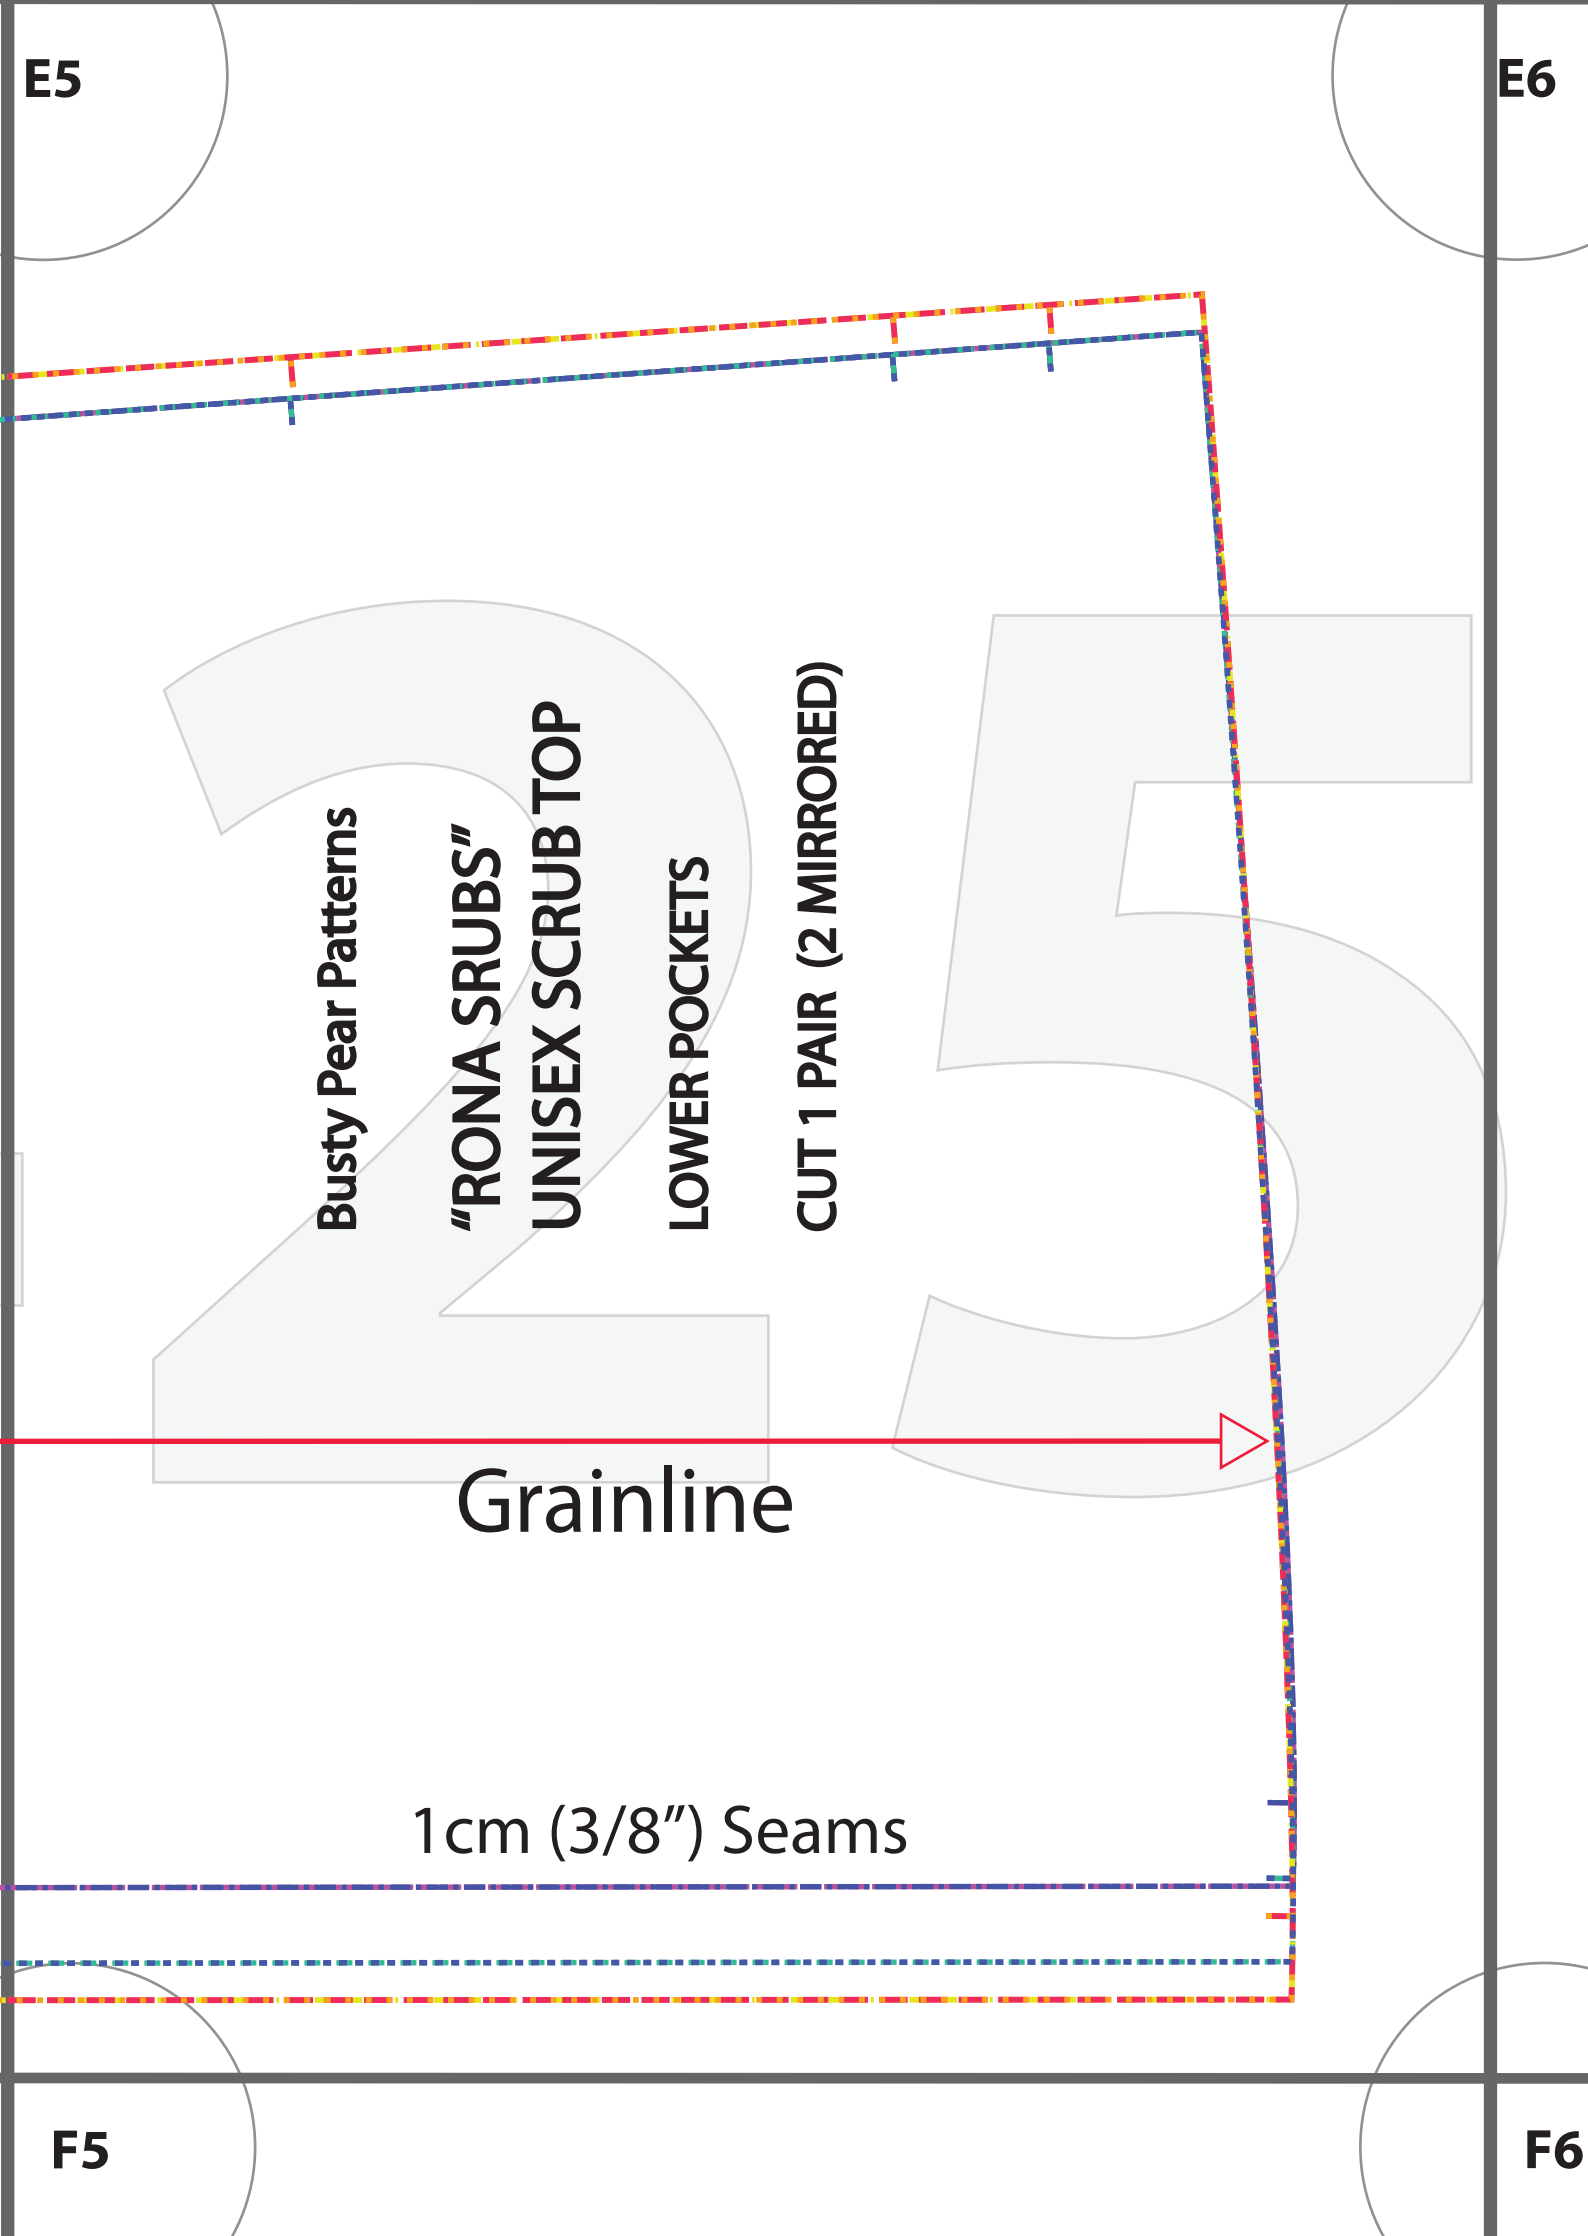 E5
E6
25
Busty Pear Patterns
“RONA SRUBS”
UNISEX SCRUB TOP
LOWER POCKETS
CUT 1 PAIR (2 MIRRORED)
Grainline
1cm (3/8”) Seams
F5
F6